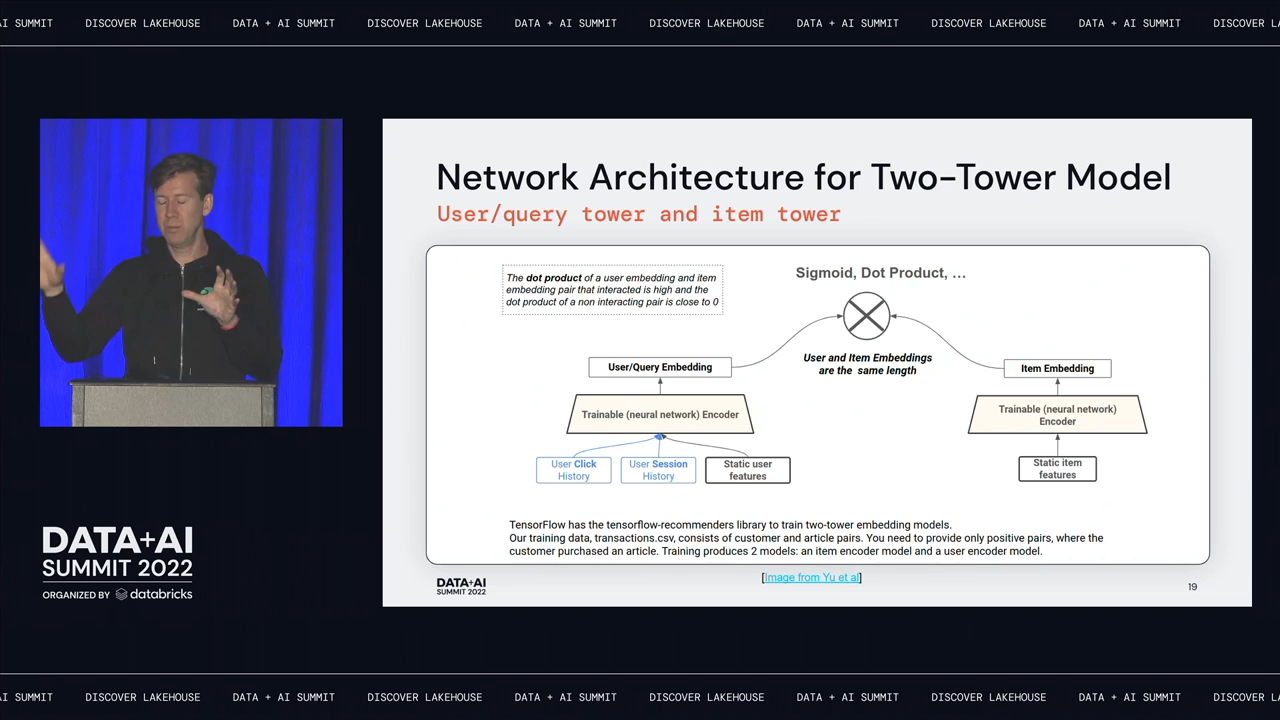 AI SUMMIT DISCOVER LAKEHOUSE DATA + AI SUMMIT DISCOVER LAKEHOUSE DATA + AI SUMMIT DISCOVER LAKEHOUSE DATA + AI SUMMIT DISCOVER LAKEHOUSE DATA + AI SUMMIT DISCOVER L
Network Architecture for Two-Tower Model
User/query tower and item tower
The dot product of a user embedding and item
embedding pair that interacted is high and the
dot product of a non interacting pair is close to 0
Sigmoid, Dot Product, …
User and Item Embeddings
are the same length
User/Query Embedding
Item Embedding
Trainable (neural network) Encoder
Trainable (neural network)
Encoder
User Click
History
User Session
History
Static user
features
Static item
features
TensorFlow has the tensorflow-recommenders library to train two-tower embedding models.
Our training data, transactions.csv, consists of customer and article pairs. You need to provide only positive pairs, where the
customer purchased an article. Training produces 2 models: an item encoder model and a user encoder model.
DATA+AI
SUMMIT 2022
[Image from Yu et al]
19
DATA+AI
SUMMIT 2022
ORGANIZED BY databricks
AI SUMMIT DISCOVER LAKEHOUSE DATA + AI SUMMIT DISCOVER LAKEHOUSE DATA + AI SUMMIT DISCOVER LAKEHOUSE DATA + AI SUMMIT DISCOVER LAKEHOUSE DATA + AI SUMMIT DISCOVER L